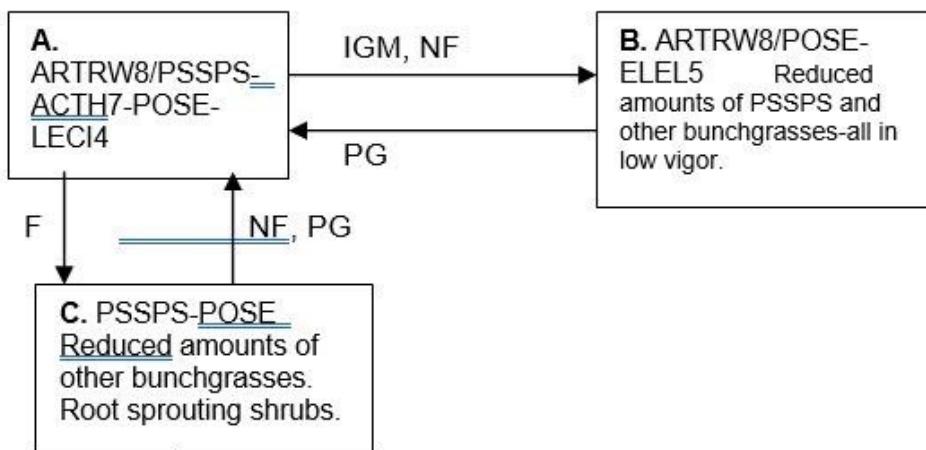 A.
ARTRW8/PSSPS-
ACTH7-POSE-
LECI4
IGM, NF
PG
B. ARTRW8/POSE-
ELEL5 Reduced
amounts of PSSPS and
other bunchgrasses-all in
low vigor.
F
NF, PG
C. PSSPS-POSE
Reduced amounts of
other bunchgrasses.
Root sprouting shrubs.